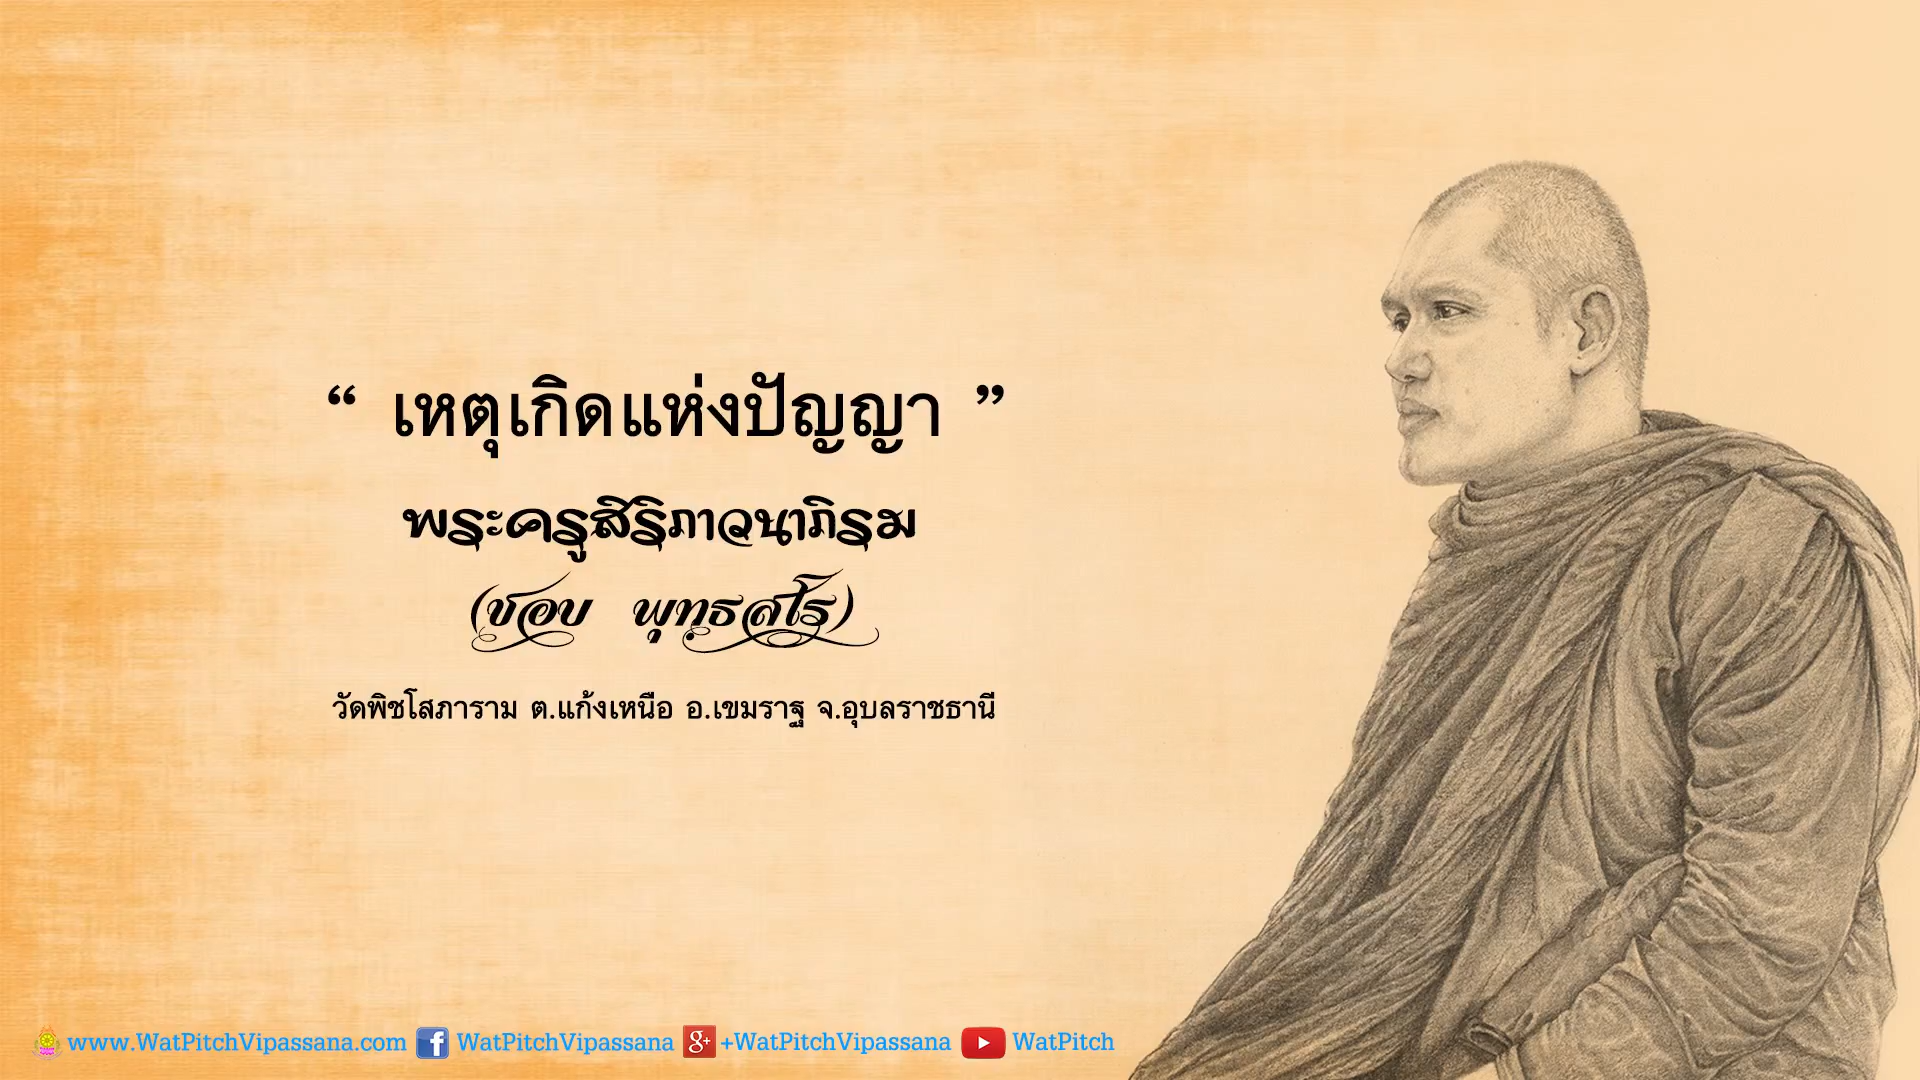 “ เหตุเกิดแห่งปัญญา ”
พระครูสิริภาวนาภิรม
(ชอบ พุทฺธสโร)
วัดพิชโสภาราม ต.แก้งเหนือ อ.เขมราฐ จ.อุบลราชธานี
www.WatPitchVipassana.com WatPitchVipassana +WatPitchVipassana WatPitch